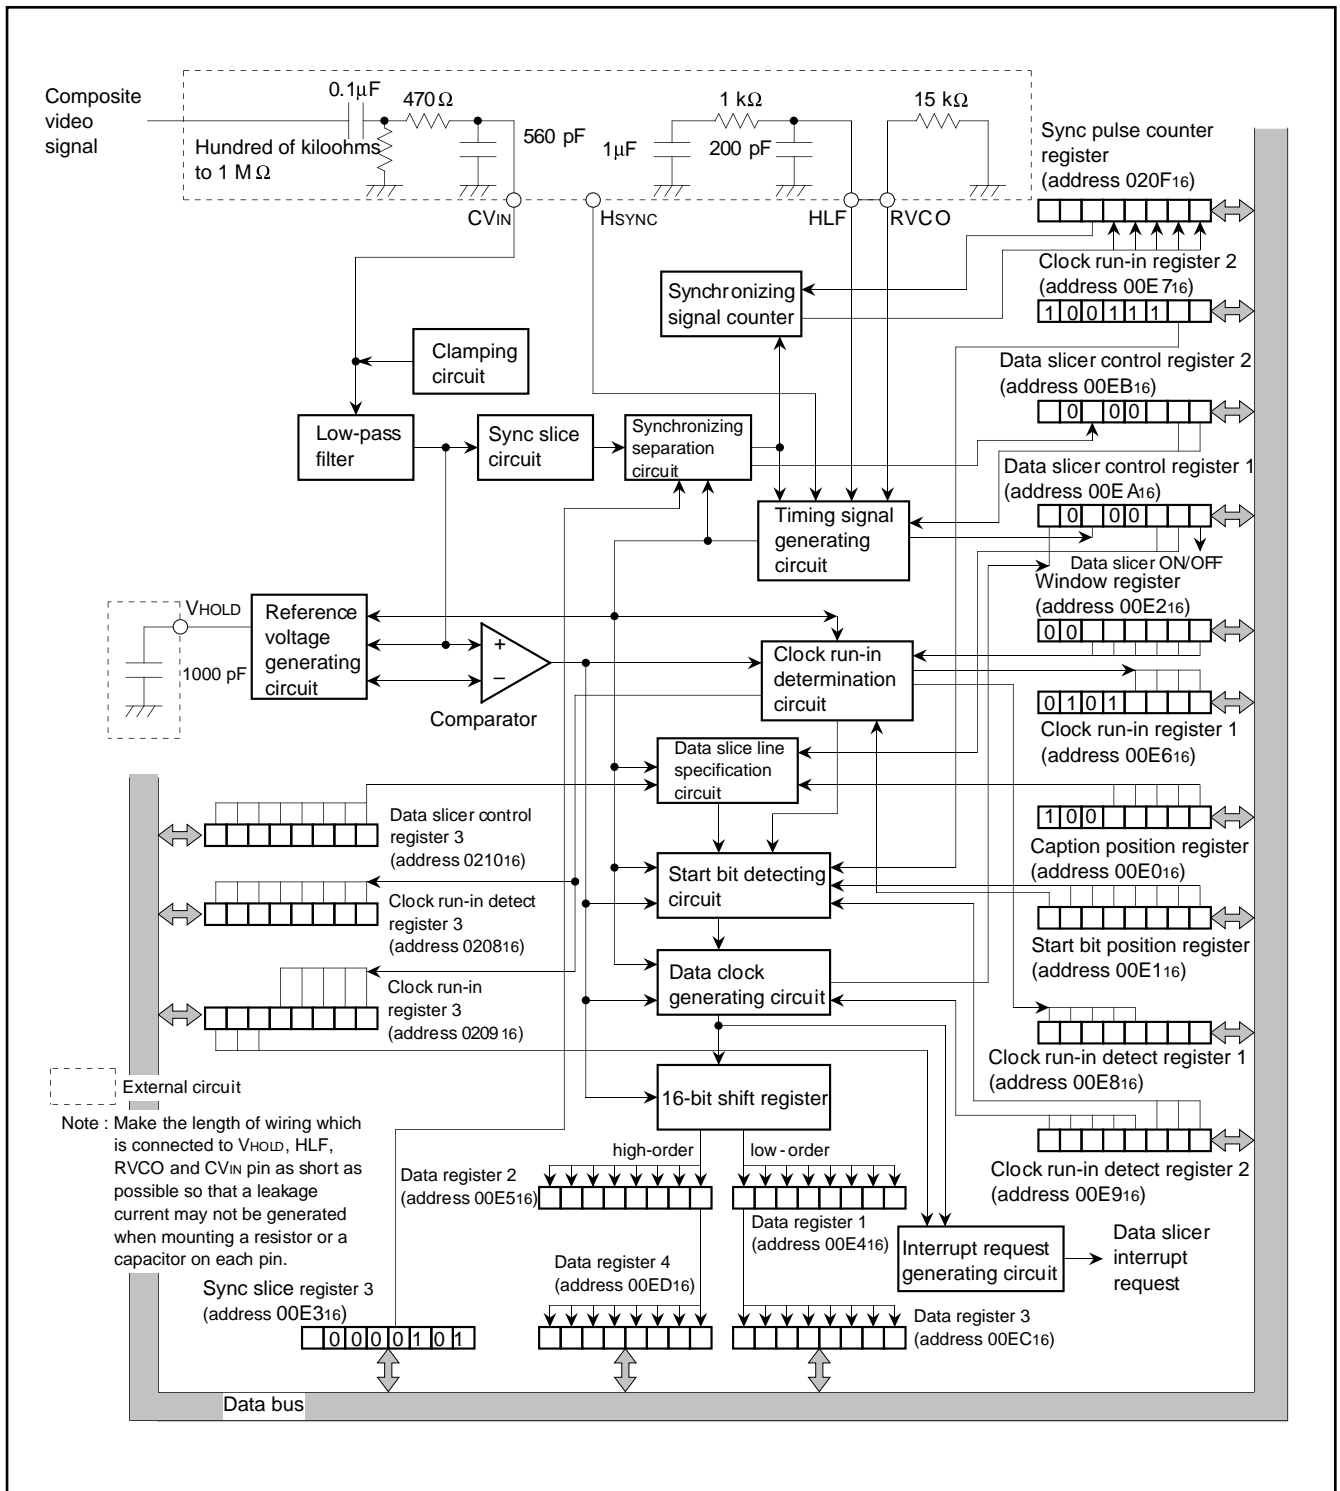 Composite
video
signal
0.1µF
470Ω
Hundred of kiloohms
to 1 M Ω
560 pF
1 kΩ
1µF
200 pF
15 kΩ
CVIN
HSYNC
HLF
RVCO
Sync pulse counter
register
(address 020F16)
Clock run-in register 2
(address 00E716)
1 0 0 1 1 1
Synchronizing
signal counter
Clamping
circuit
Data slicer control register 2
(address 00EB16)
0 0 0
Low-pass
filter
Sync slice
circuit
Synchronizing
separation
circuit
Data slicer control register 1
(address 00EA16)
0 0 0
Timing signal
generating
circuit
Data slicer ON/OFF
Window register
(address 00E216)
0 0
VHOLD
1000 pF
Reference
voltage
generating
circuit
+
–
Comparator
Clock run-in
determination
circuit
0 1 0 1
Clock run-in register 1
(address 00E616)
Data slice line
specification
circuit
Data slicer control
register 3
(address 021016)
1 0 0
Caption position register
(address 00E016)
Start bit detecting
circuit
Clock run-in detect
register 3
(address 020816)
Start bit position register
(address 00E116)
Data clock
generating circuit
Clock run-in
register 3
(address 020916)
Clock run-in detect register 1
(address 00E816)
External circuit
16-bit shift register
Note : Make the length of wiring which
is connected to VHOLD, HLF,
RVCO and CVIN pin as short as
possible so that a leakage
current may not be generated
when mounting a resistor or a
capacitor on each pin.
high-order
low-order
Clock run-in detect register 2
(address 00E916)
Data register 2
(address 00E516)
Data register 1
(address 00E416)
Interrupt request
generating circuit
Data slicer
interrupt
request
Data register 4
(address 00ED16)
Sync slice register 3
(address 00E316)
0 0 0 0 1 0 1
Data register 3
(address 00EC16)
Data bus